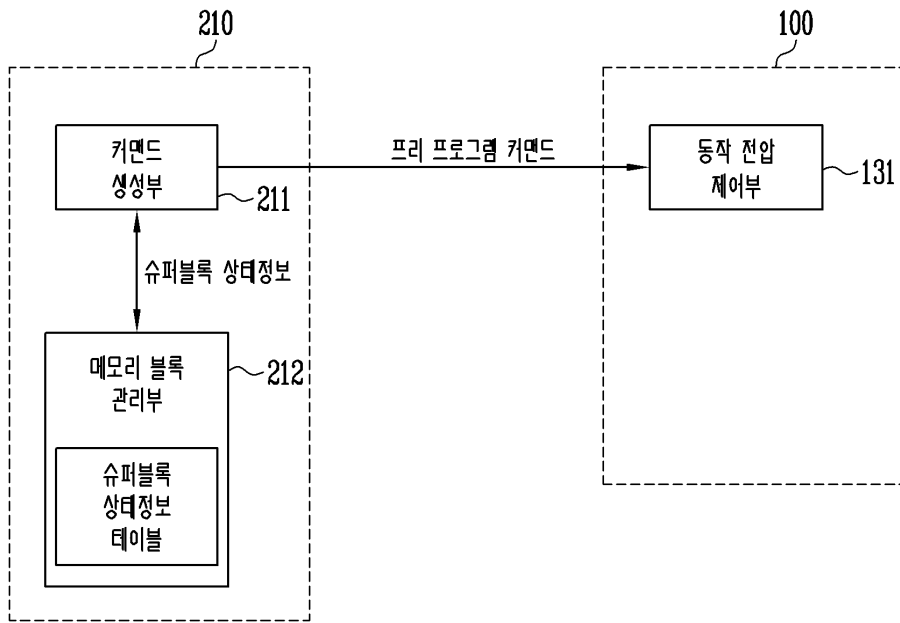 210
100
커맨드
생성부
211
프리 프로그램 커맨드
동작 전압
제어부
131
슈퍼블록 상태정보
메모리 블록
관리부
212
슈퍼블록
상태정보
테이블